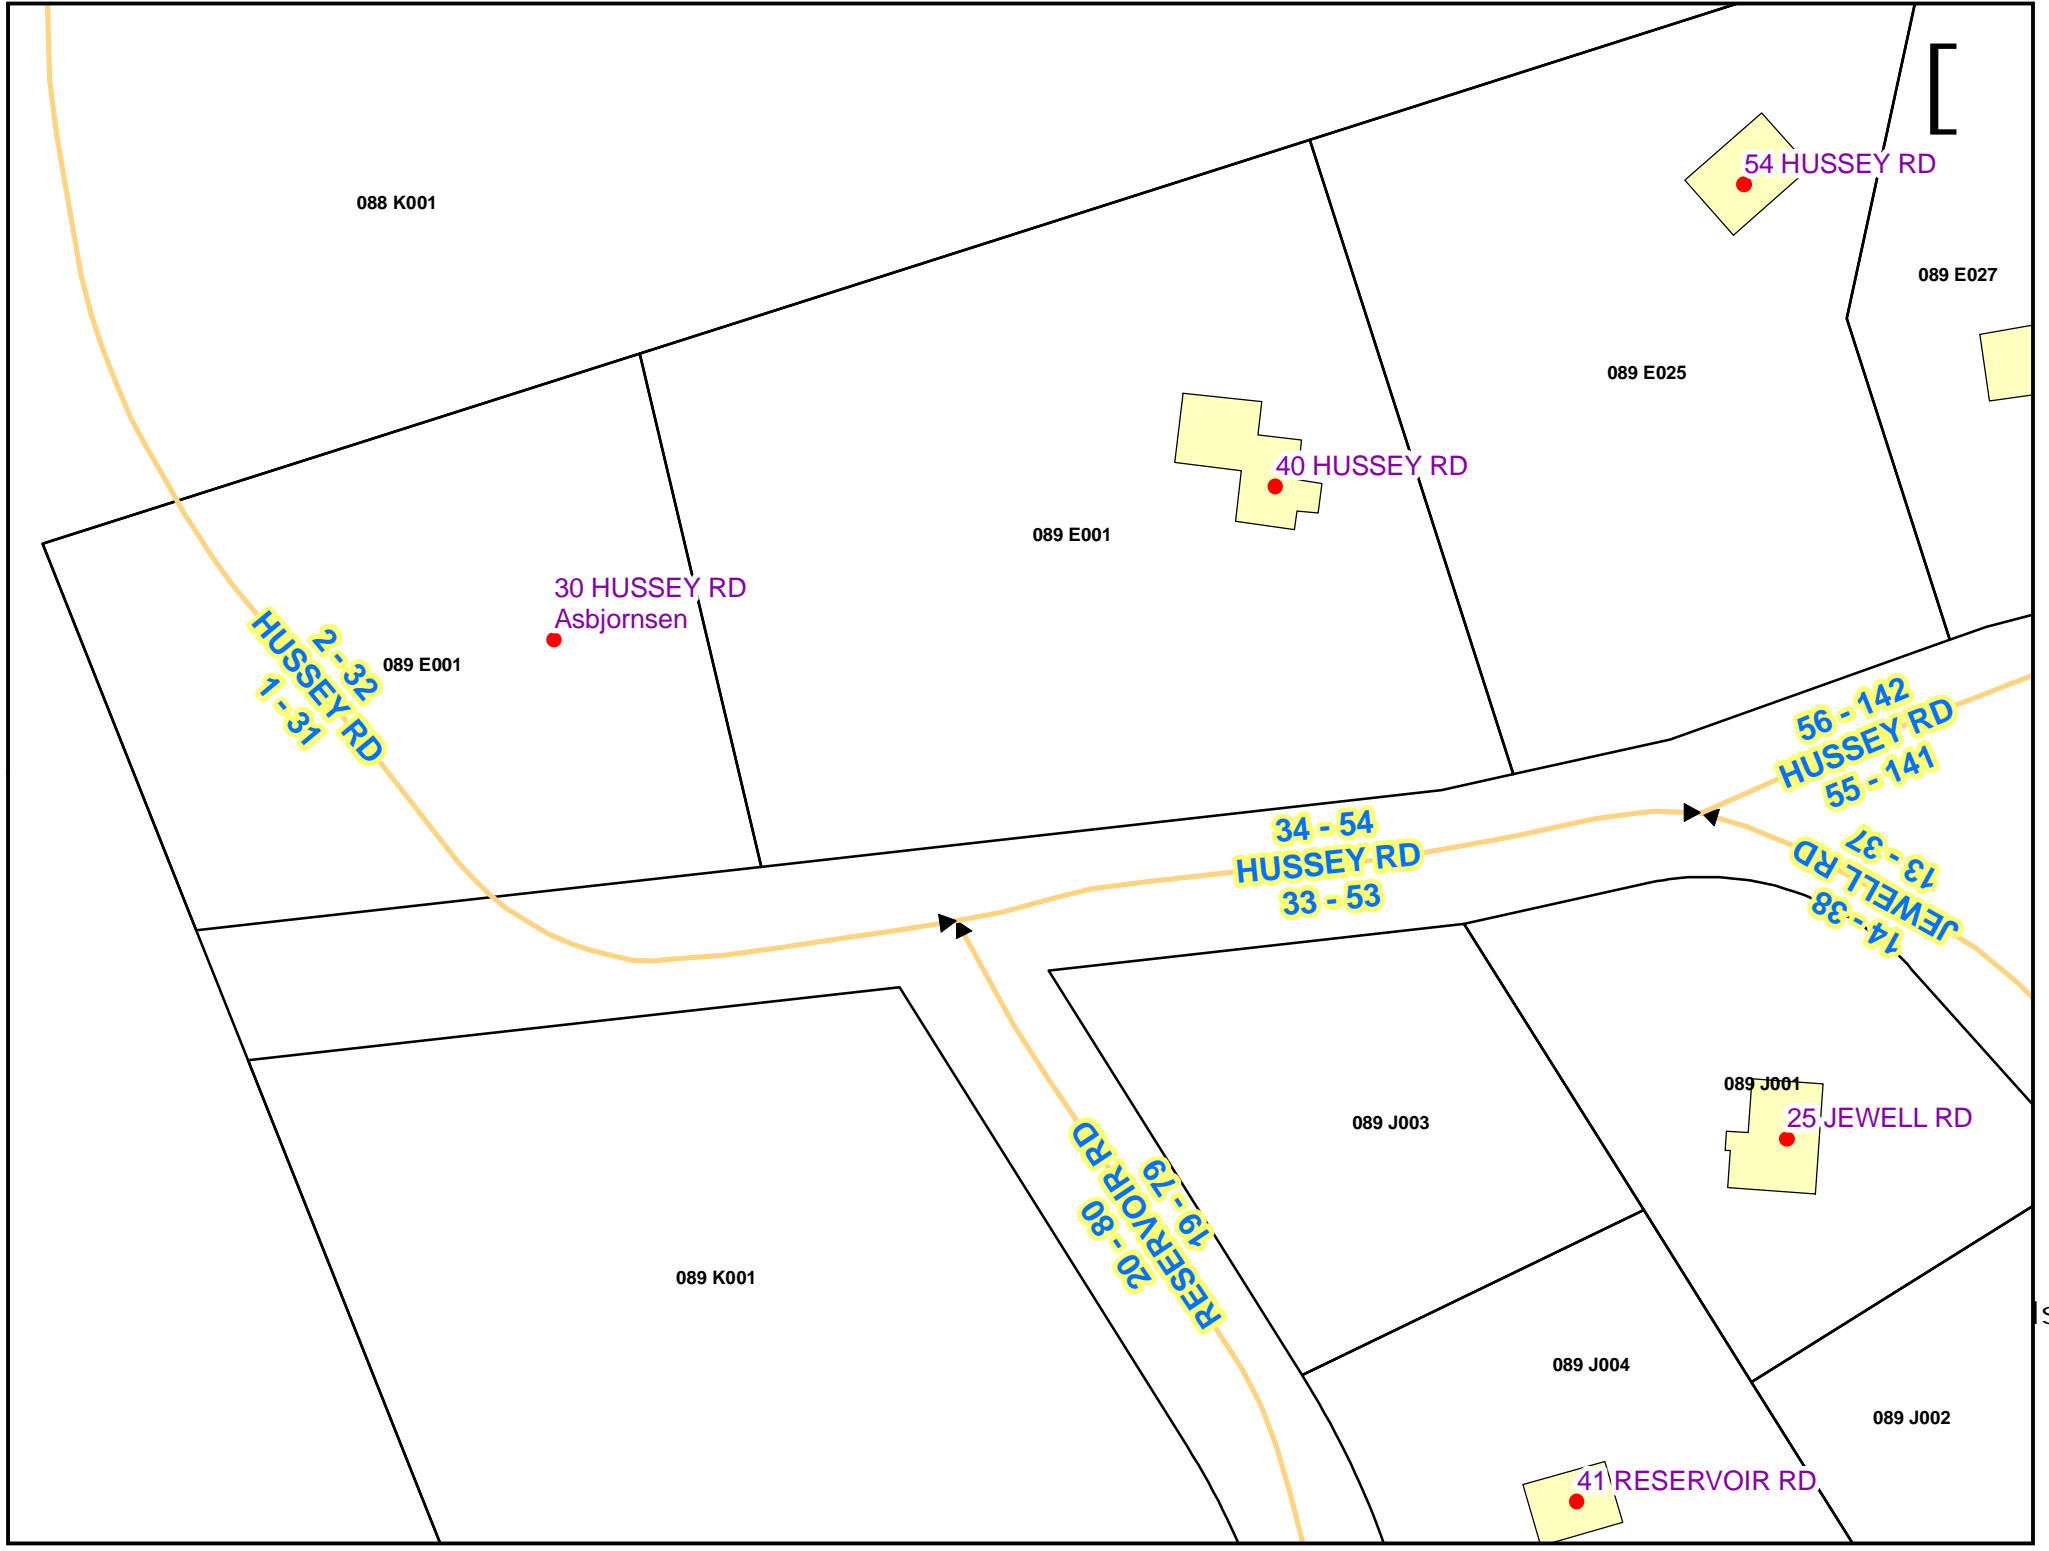 [
54 HUSSEY RD
088 K001
089 E027
089 E025
40 HUSSEY RD
089 E001
30 HUSSEY RD
Asbjornsen
089 E001
2 - 32
HUSSEY RD
1 - 31
56 - 142
HUSSEY RD
55 - 141
34 - 54
HUSSEY RD
33 - 53
13 - 37
JEWELL RD
14 - 38
089 J001
25 JEWELL RD
089 J003
19 - 79
RESERVOIR RD
20 - 80
089 K001
089 J004
089 J002
41 RESERVOIR RD